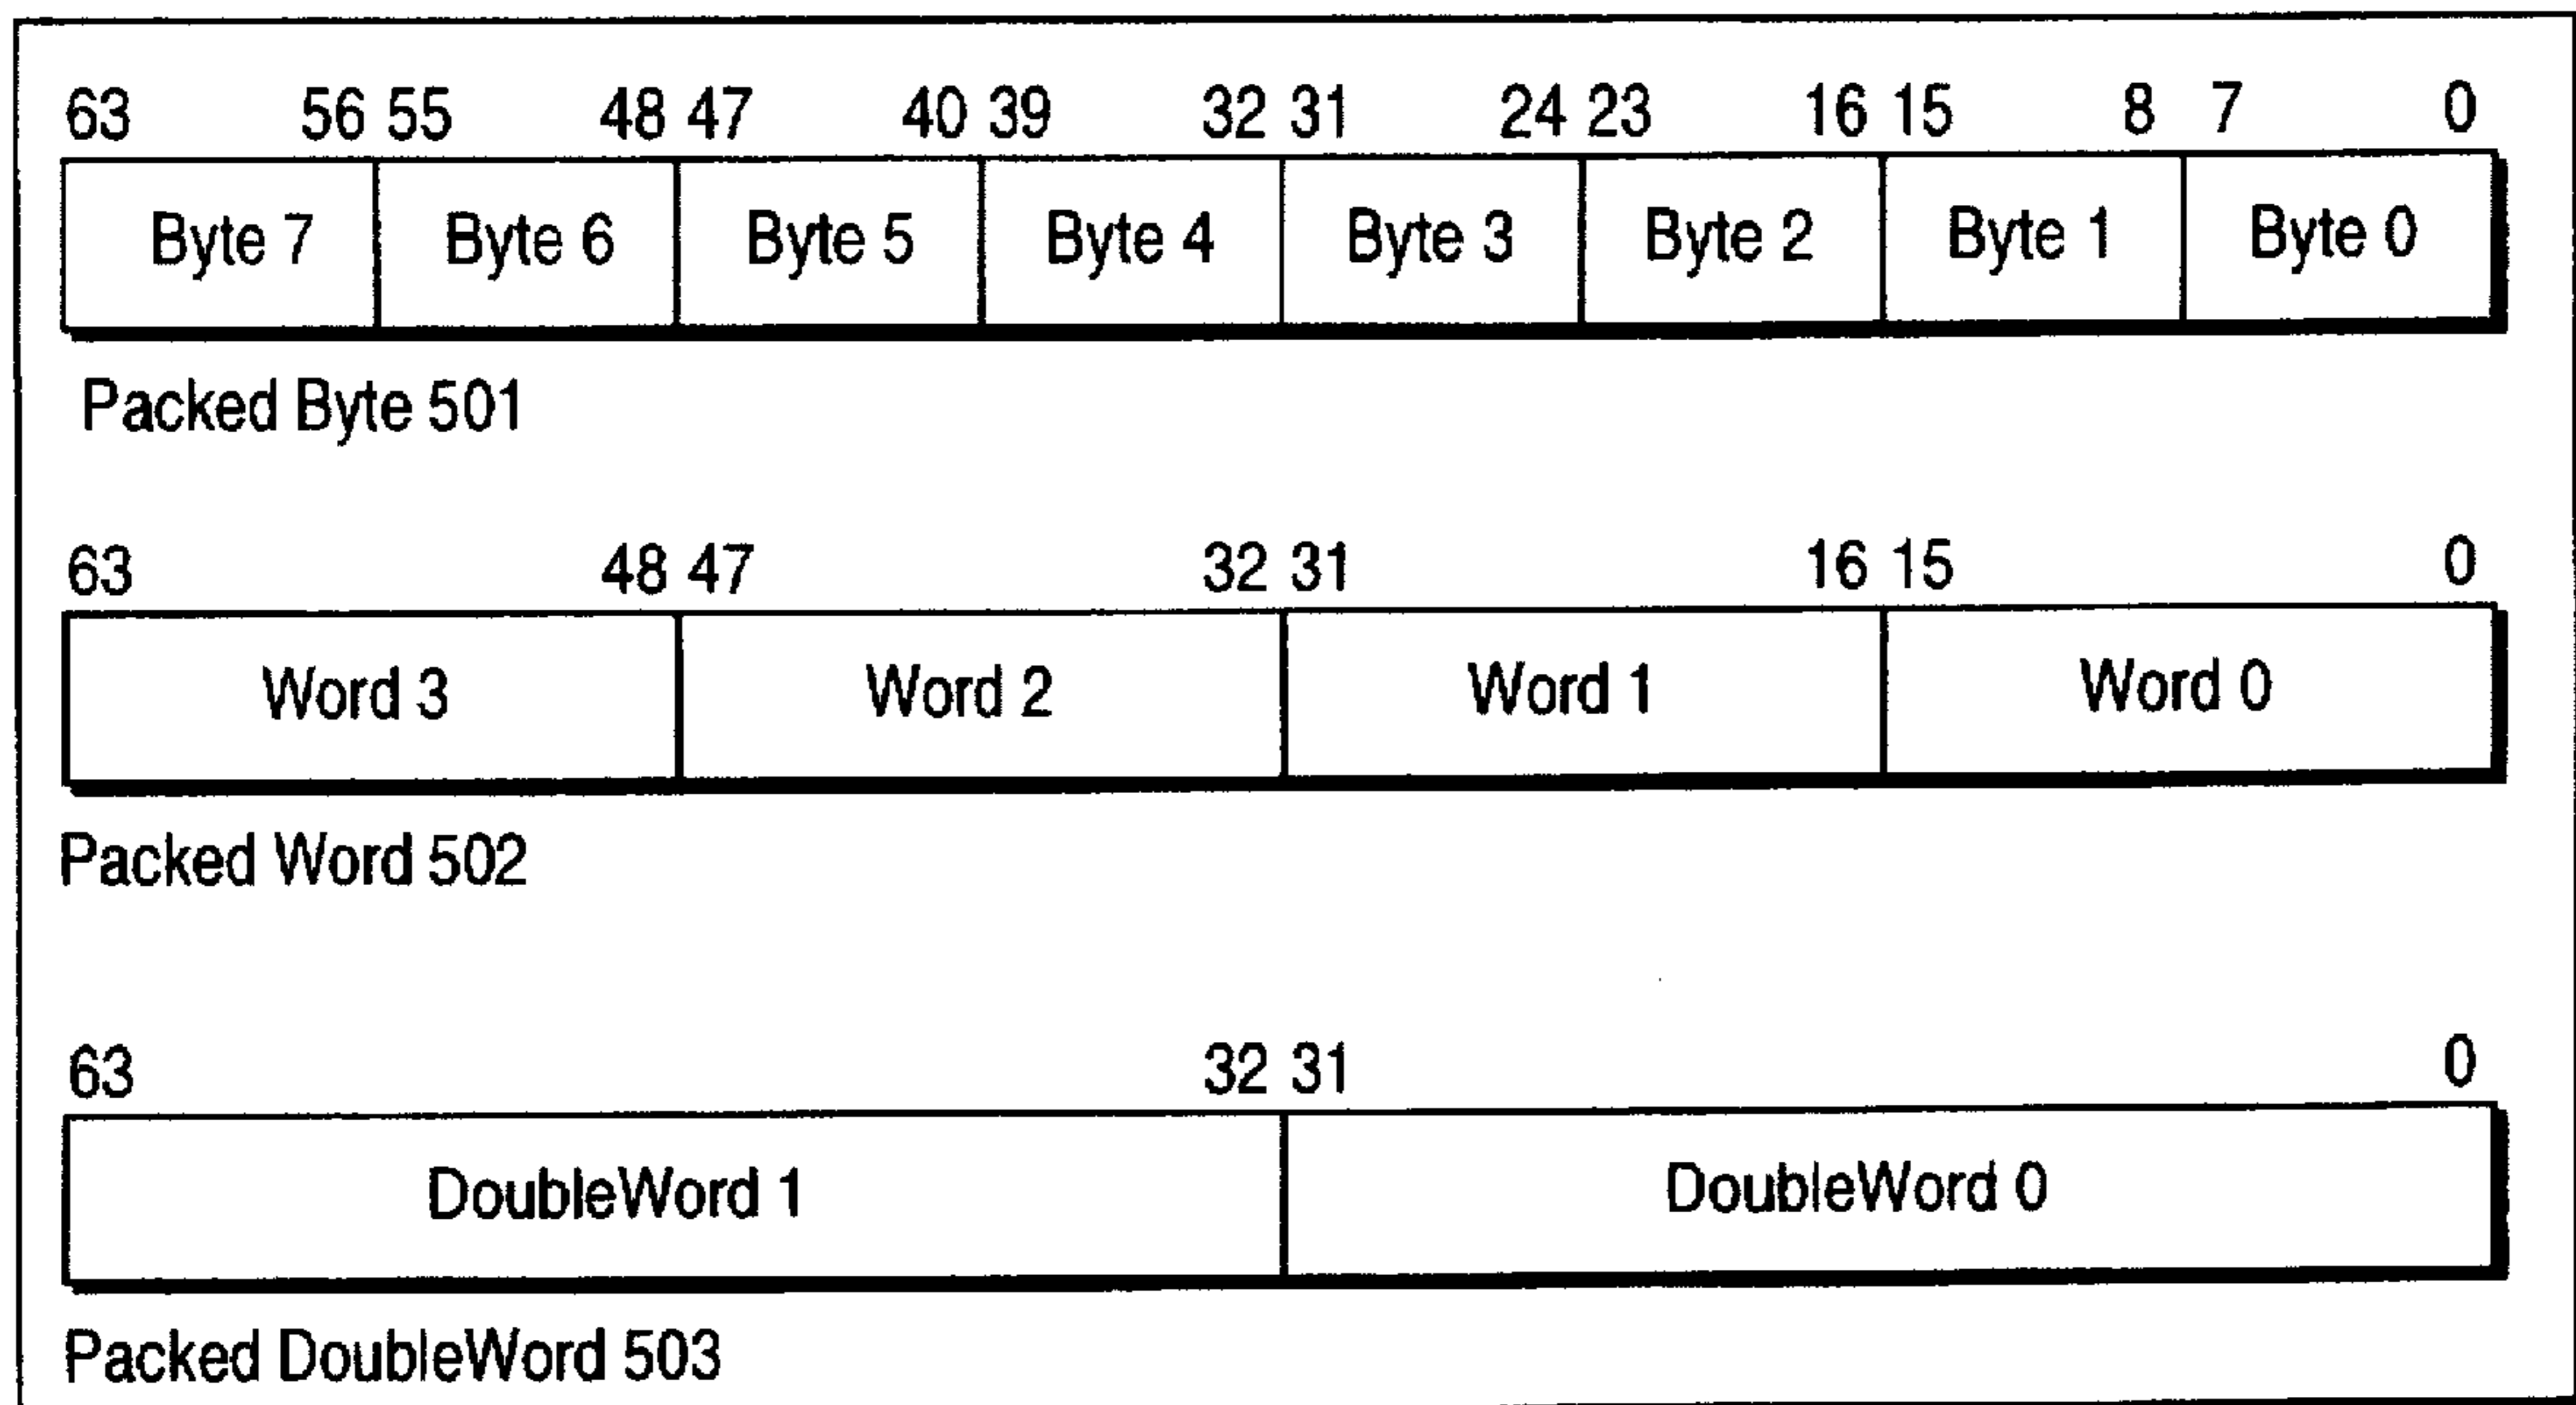 63 56 55 48 47 40 39 32 31 24 23 16 15 8 7 0
Byte 7 Byte 6 Byte 5 Byte 4 Byte 3 Byte 2 Byte 1 Byte 0
Packed Byte 501
63 48 47 32 31 16 15 0
Word 3 Word 2 Word 1 Word 0
Packed Word 502
63 32 31 0
DoubleWord 1 DoubleWord 0
Packed DoubleWord 503